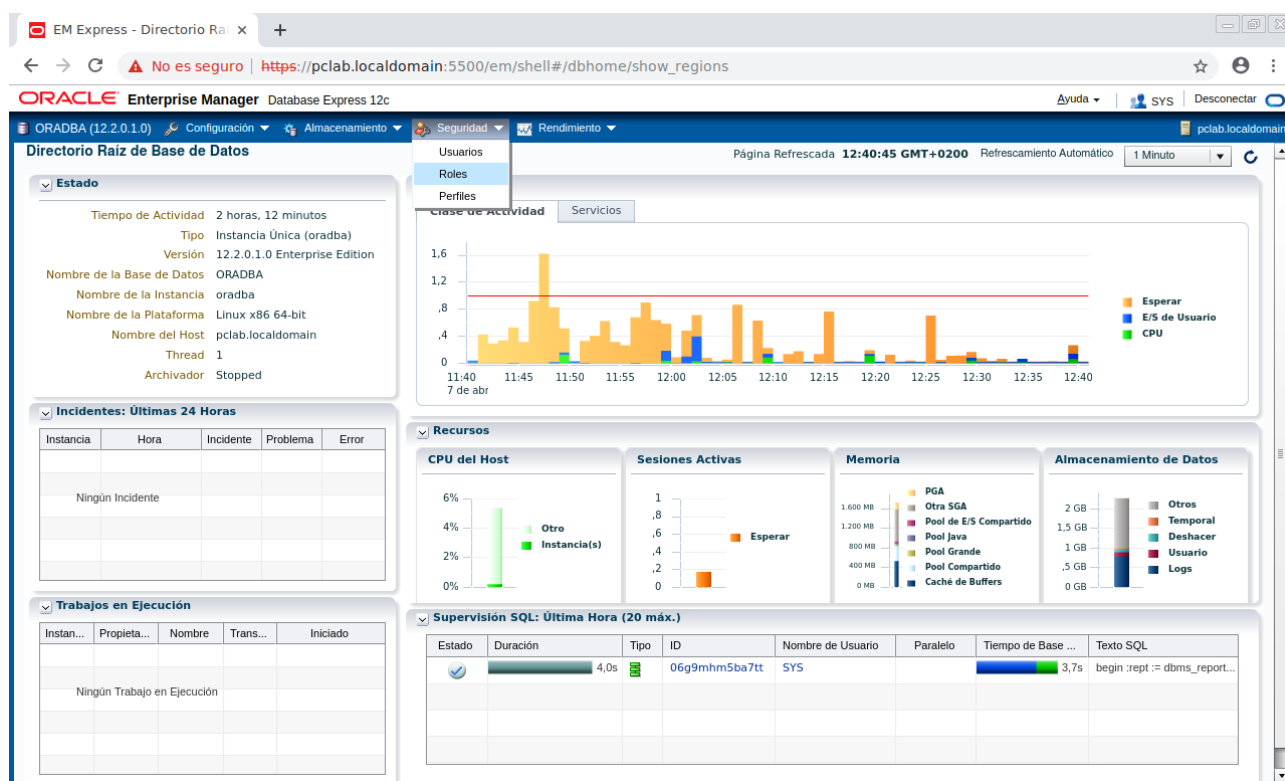 EM Express - Directorio Ra
No es seguro | https://pclab.localdomain:5500/em/shell#/dbhome/show_regions
ORACLE Enterprise Manager Database Express 12c
Ayuda
SYS
Desconectar
ORADBA (12.2.0.1.0)
Configuración
Almacenamiento
Seguridad
Rendimiento
pclab.localdomain
Usuarios
Roles
Perfiles
Directorio Raíz de Base de Datos
Página Refrescada 12:40:45 GMT+0200 Refrescamiento Automático 1 Minuto
Estado
Tiempo de Actividad 2 horas, 12 minutos
Tipo Instancia Única (oradba)
Versión 12.2.0.1.0 Enterprise Edition
Nombre de la Base de Datos ORADBA
Nombre de la Instancia oradba
Nombre de la Plataforma Linux x86 64-bit
Nombre del Host pclab.localdomain
Thread 1
Archivador Stopped
Clase de Actividad
Servicios
1,6
1,2
,8
,4
0
11:40 11:45 11:50 11:55 12:00 12:05 12:10 12:15 12:20 12:25 12:30 12:35 12:40
7 de abr
Esperar
E/S de Usuario
CPU
Incidentes: Últimas 24 Horas
Instancia Hora Incidente Problema Error
Ningún Incidente
Recursos
CPU del Host
6%
4%
2%
0%
Otro
Instancia(s)
Sesiones Activas
1
,8
,6
,4
,2
0
Esperar
Memoria
1.600 MB
1.200 MB
800 MB
400 MB
0 MB
PGA
Otra SGA
Pool de E/S Compartido
Pool Java
Pool Grande
Pool Compartido
Caché de Buffers
Almacenamiento de Datos
2 GB
1,5 GB
1 GB
,5 GB
0 GB
Otros
Temporal
Deshacer
Usuario
Logs
Trabajos en Ejecución
Instan... Propieta... Nombre Trans... Iniciado
Ningún Trabajo en Ejecución
Supervisión SQL: Última Hora (20 máx.)
Estado Duración Tipo ID Nombre de Usuario Paralelo Tiempo de Base ... Texto SQL
4,0s 06g9mhm5ba7tt SYS 3,7s begin :rept := dbms_report...